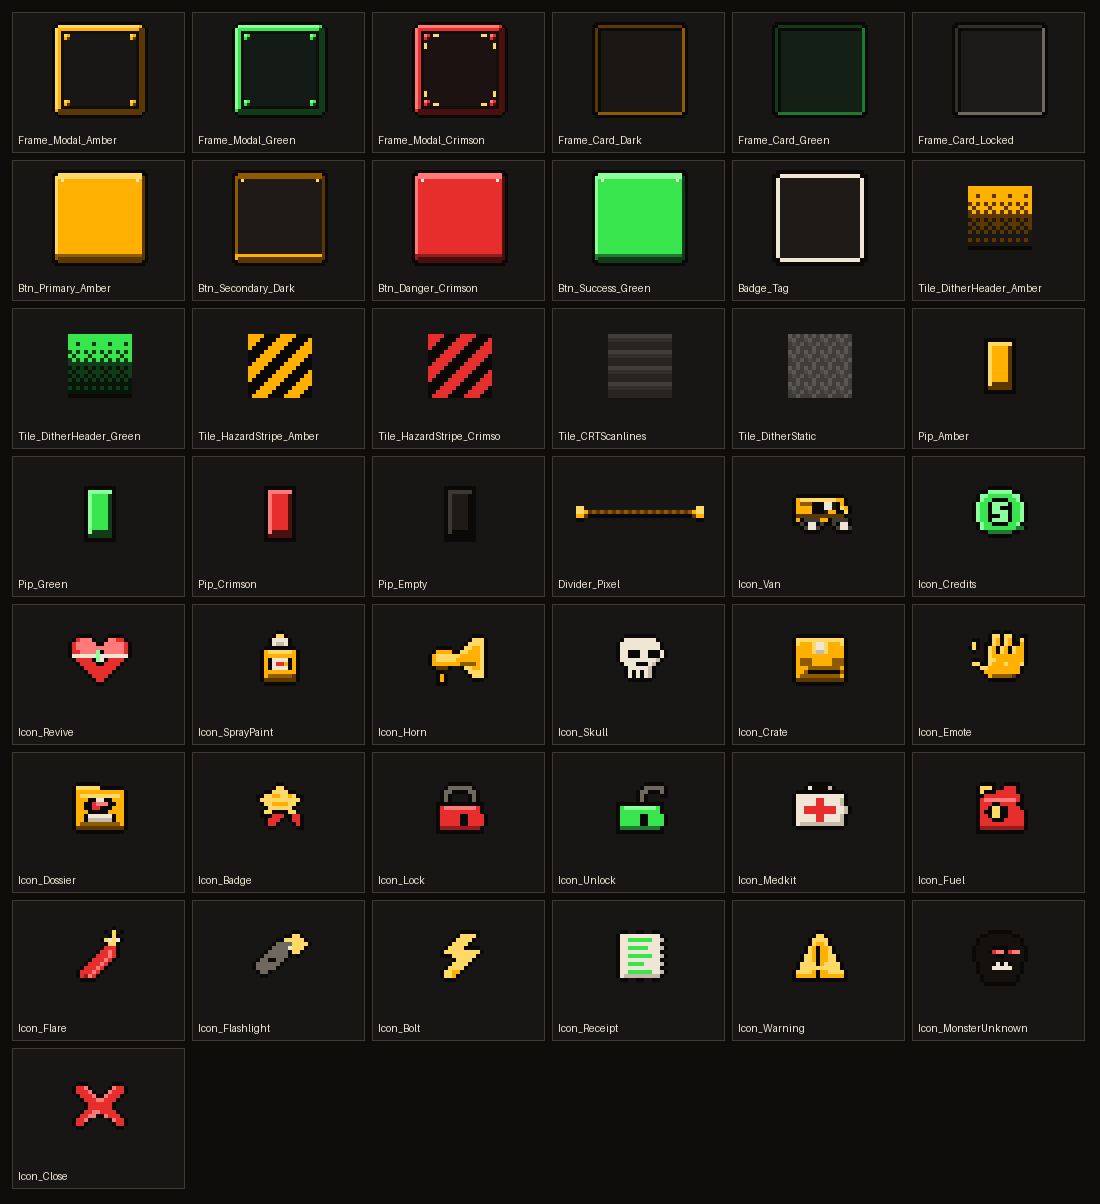 Frame_Modal_Amber
Frame_Modal_Green
Frame_Modal_Crimson
Frame_Card_Dark
Frame_Card_Green
Frame_Card_Locked
Btn_Primary_Amber
Btn_Secondary_Dark
Btn_Danger_Crimson
Btn_Success_Green
Badge_Tag
Tile_DitherHeader_Amber
Tile_DitherHeader_Green
Tile_HazardStripe_Amber
Tile_HazardStripe_Crimso
Tile_CRTScanlines
Tile_DitherStatic
Pip_Amber
Pip_Green
Pip_Crimson
Pip_Empty
Divider_Pixel
Icon_Van
Icon_Credits
Icon_Revive
Icon_SprayPaint
Icon_Horn
Icon_Skull
Icon_Crate
Icon_Emote
Icon_Dossier
Icon_Badge
Icon_Lock
Icon_Unlock
Icon_Medkit
Icon_Fuel
Icon_Flare
Icon_Flashlight
Icon_Bolt
Icon_Receipt
Icon_Warning
Icon_MonsterUnknown
Icon_Close